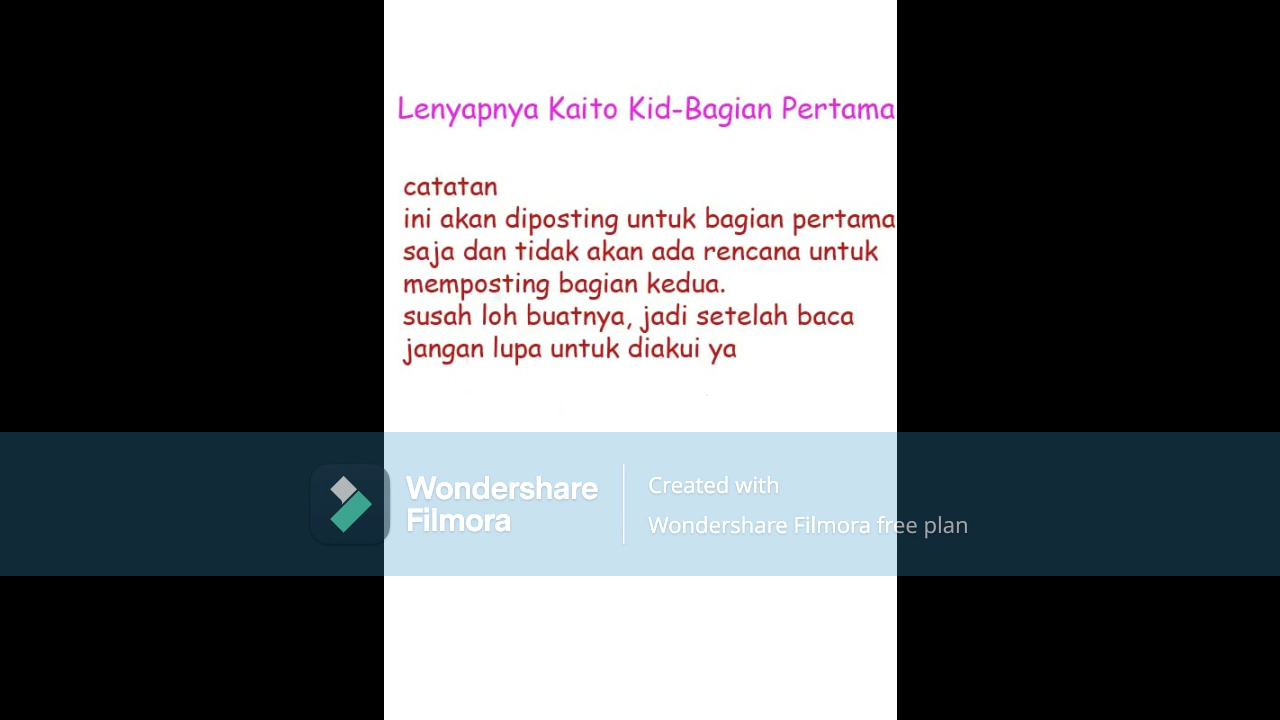 Lenyapnya Kaito Kid-Bagian Pertama
catatan
ini akan diposting untuk bagian pertama
saja dan tidak akan ada rencana untuk
memposting bagian kedua.
susah loh buatnya, jadi setelah baca
jangan lupa untuk diakui ya
Wondershare
Filmora
Created with
Wondershare Filmora free plan